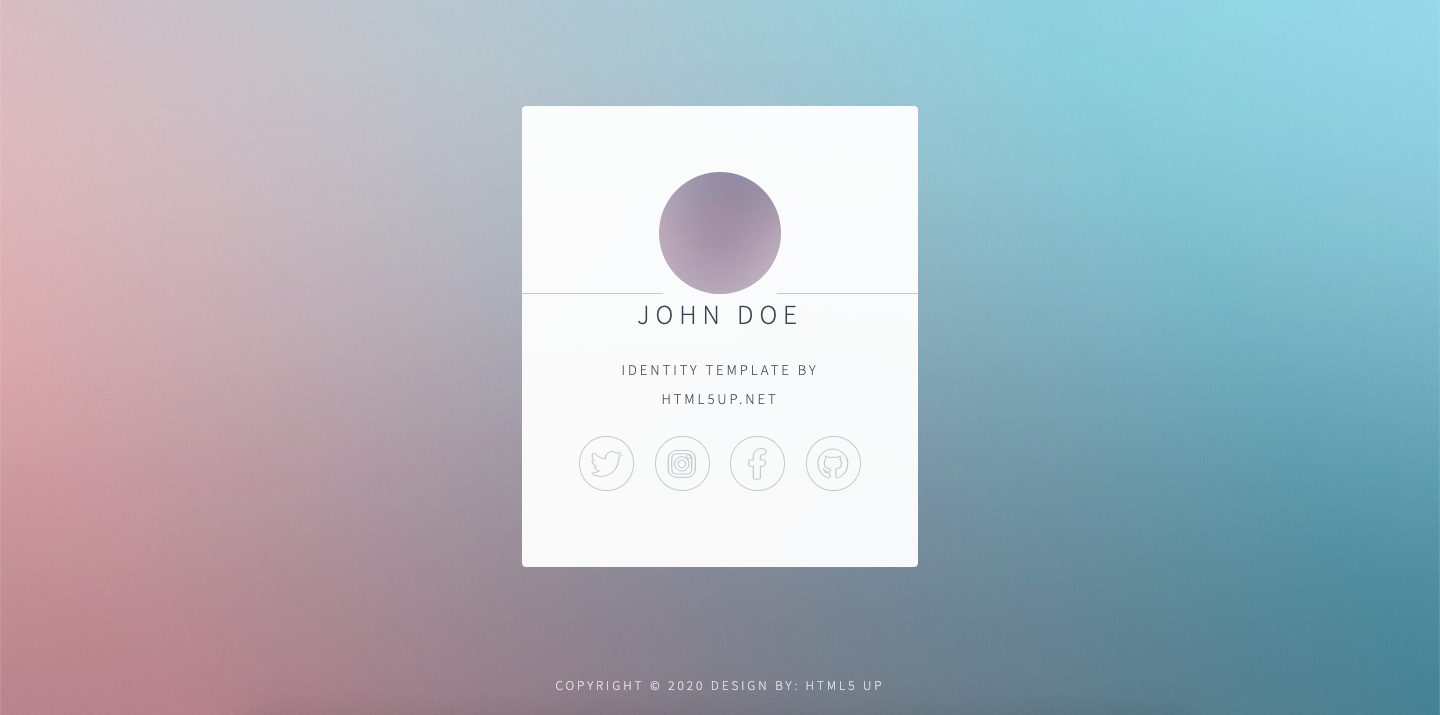 JOHN DOE
IDENTITY TEMPLATE BY
HTML5UP.NET
COPYRIGHT © 2020 DESIGN BY: HTML5 UP